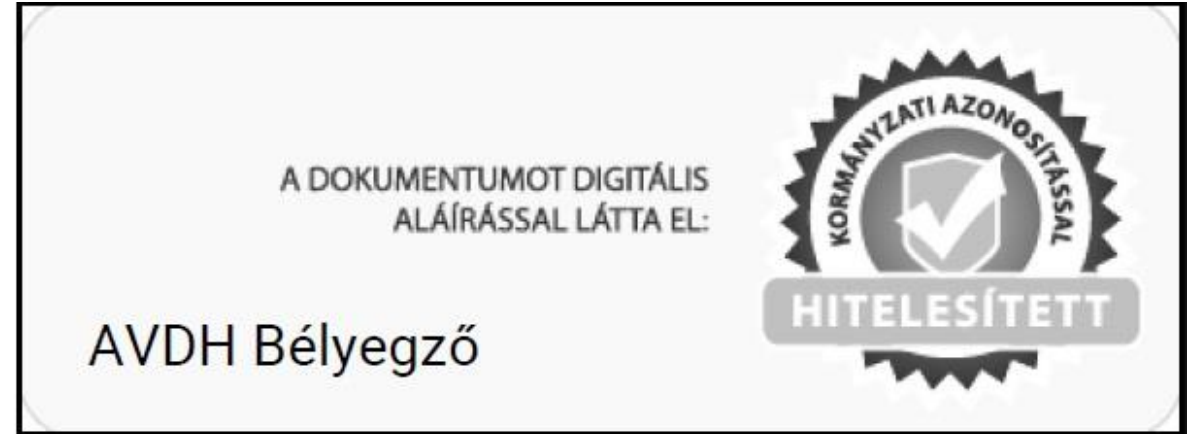 A DOKUMENTUMOT DIGITÁLIS
ALÁÍRÁSSAL LÁTTA EL:
AVDH Bélyegző
KORMÁNYZATI AZONOSÍTÁSSAL
HITELESÍTETT